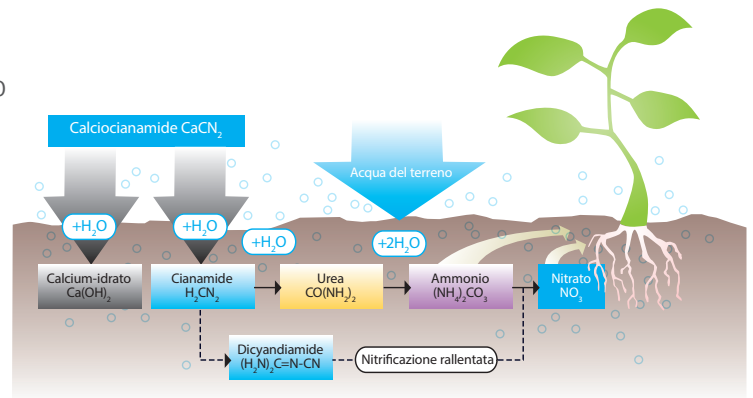 0
Calciocianamide CaCN₂
Acqua del terreno
+H₂O
+H₂O
+H₂O
+2H₂O
Calcium-idrato
Ca(OH)₂
Cianamide
H₂CN₂
Urea
CO(NH₂)₂
Ammonio
(NH₄)₂CO₃
Nitrato
NO₃
Dicyandiamide
(H₂N)₂C=N-CN
Nitrificazione rallentata